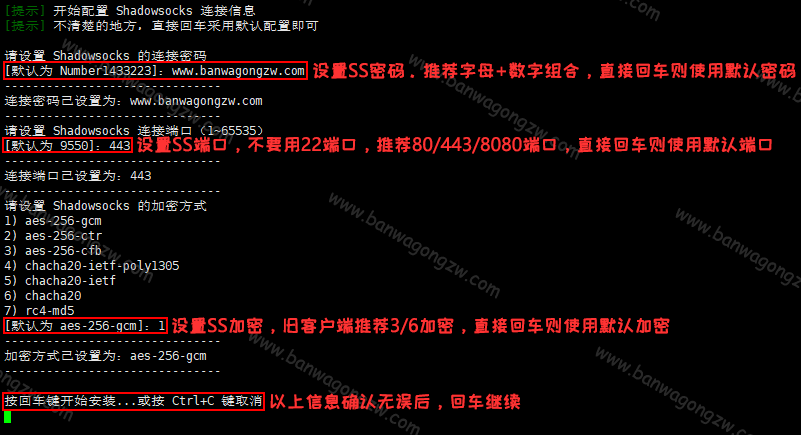 [提示] 开始配置 Shadowsocks 连接信息
[提示] 不清楚的地方, 直接回车采用默认配置即可
请设置 Shadowsocks 的连接密码
[默认为 Number1433223]: www.banwagongzw.com 设置SS密码. 推荐字母+数字组合，直接回车则使用默认密码
-------------------------------
连接密码已设置为: www.banwagongzw.com
-------------------------------
请设置 Shadowsocks 连接端口（1~65535）
[默认为 9550]: 443 设置SS端口，不要用22端口，推荐80/443/8080端口，直接回车则使用默认端口
-------------------------------
连接端口已设置为: 443
-------------------------------
请设置 Shadowsocks 的加密方式
1) aes-256-gcm
2) aes-256-ctr
3) aes-256-cfb
4) chacha20-ietf-poly1305
5) chacha20-ietf
6) chacha20
7) rc4-md5
[默认为 aes-256-gcm]: 1 设置SS加密，旧客户端推荐3/6加密，直接回车则使用默认加密
-------------------------------
加密方式已设置为: aes-256-gcm
-------------------------------
按回车键开始安装...或按 Ctrl+C 键取消 以上信息确认无误后，回车继续
www.banwagongzw.com
www.banwagongzw.com
www.banwagongzw.com
www.banwagongzw.com